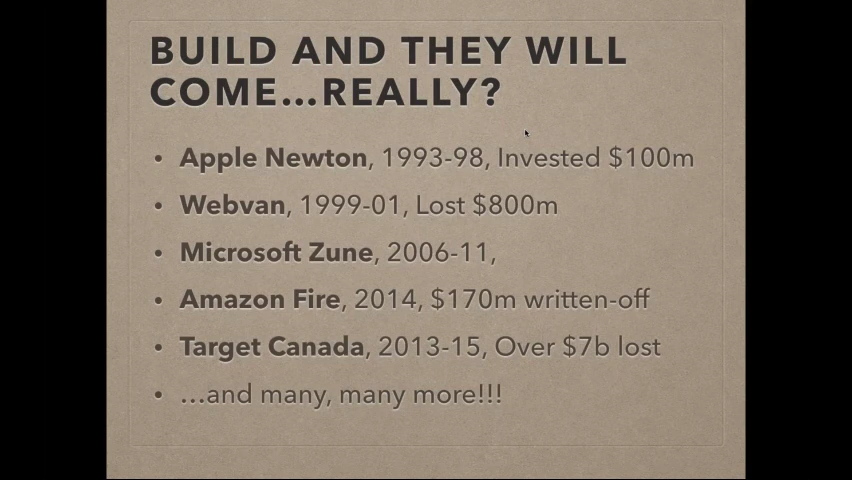 BUILD AND THEY WILL
COME...REALLY?
• Apple Newton, 1993-98, Invested $100m
• Webvan, 1999-01, Lost $800m
• Microsoft Zune, 2006-11,
• Amazon Fire, 2014, $170m written-off
• Target Canada, 2013-15, Over $7b lost
• ...and many, many more!!!